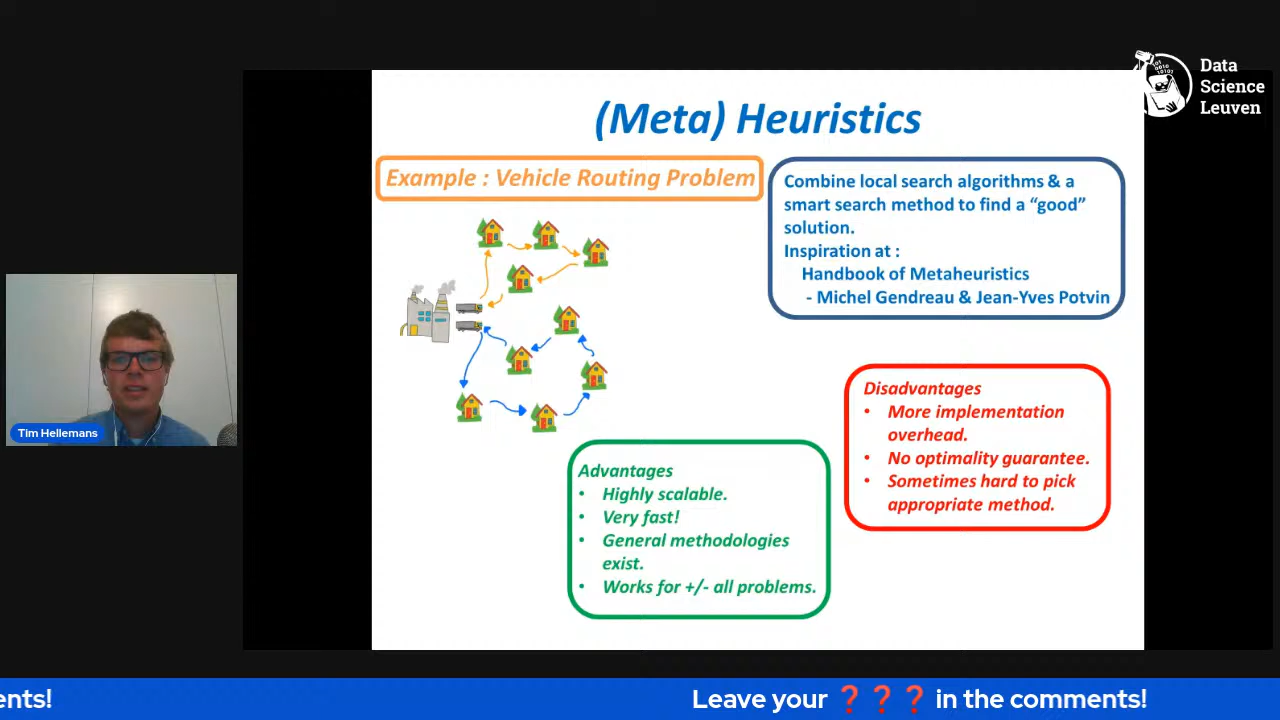 Data
Science
Leuven
(Meta) Heuristics
Example : Vehicle Routing Problem
Combine local search algorithms & a
smart search method to find a “good”
solution.
Inspiration at :
Handbook of Metaheuristics
- Michel Gendreau & Jean-Yves Potvin
Disadvantages
• More implementation
overhead.
• No optimality guarantee.
• Sometimes hard to pick
appropriate method.
Advantages
• Highly scalable.
• Very fast!
• General methodologies
exist.
• Works for +/- all problems.
Tim Hellemans
ents!
Leave your ❓❓❓ in the comments!